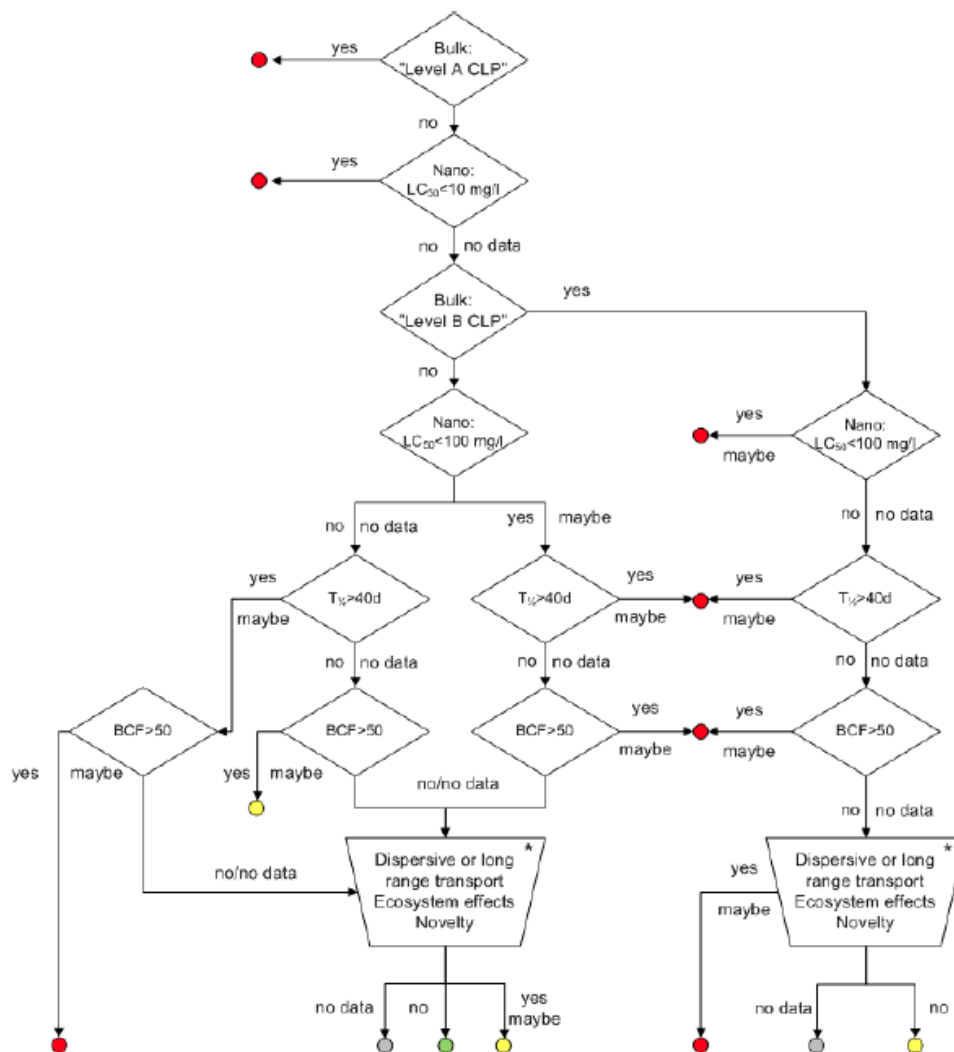 yes
Bulk:
"Level A CLP"
no
yes
Nano:
LC₅₀<10 mg/l
no no data
Bulk:
"Level B CLP"
yes
no
Nano:
LC₅₀<100 mg/l
yes
maybe
Nano:
LC₅₀<100 mg/l
no no data
yes maybe
no no data
yes
maybe
T½>40d
T½>40d
yes
maybe
yes
maybe
T½>40d
no no data
no no data
no no data
BCF>50
yes
maybe
BCF>50
yes
maybe
BCF>50
yes
maybe
yes
maybe
BCF>50
no/no data
no no data
no/no data
Dispersive or long *
range transport
Ecosystem effects
Novelty
yes
maybe
Dispersive or long *
range transport
Ecosystem effects
Novelty
no data
no
yes
maybe
no data
no